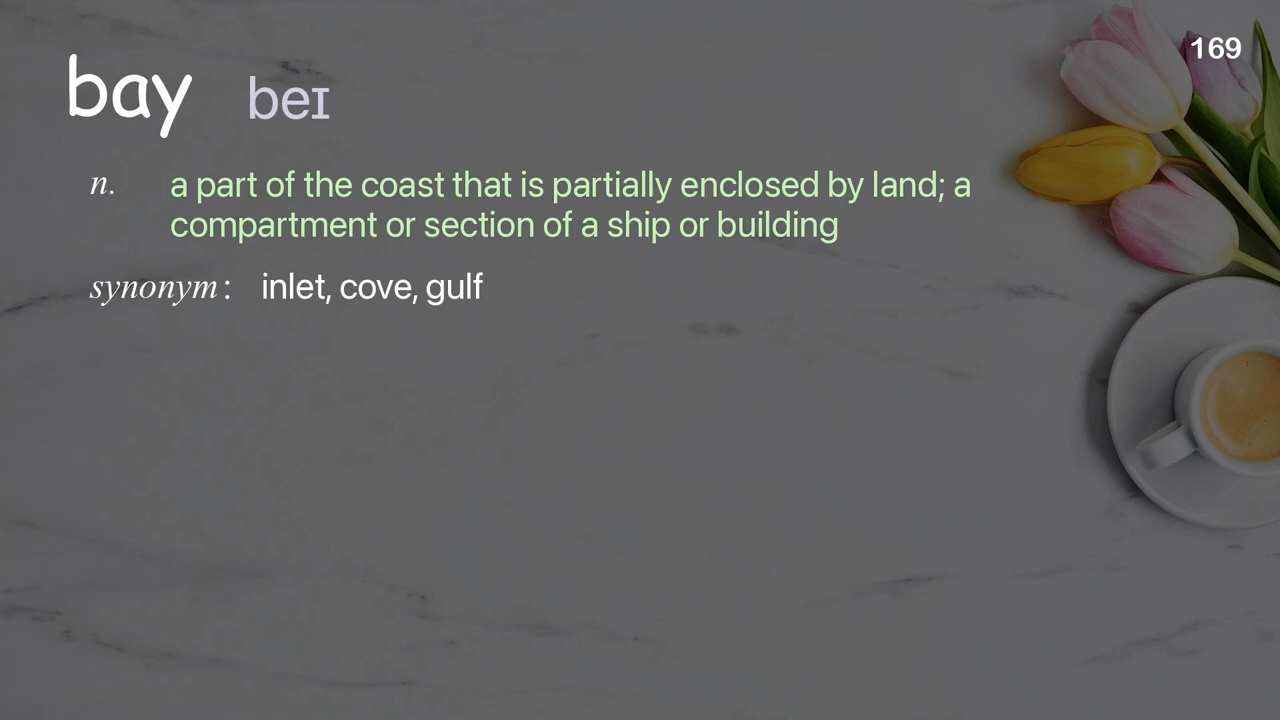 169
bay beɪ
n. a part of the coast that is partially enclosed by land; a
compartment or section of a ship or building
synonym: inlet, cove, gulf